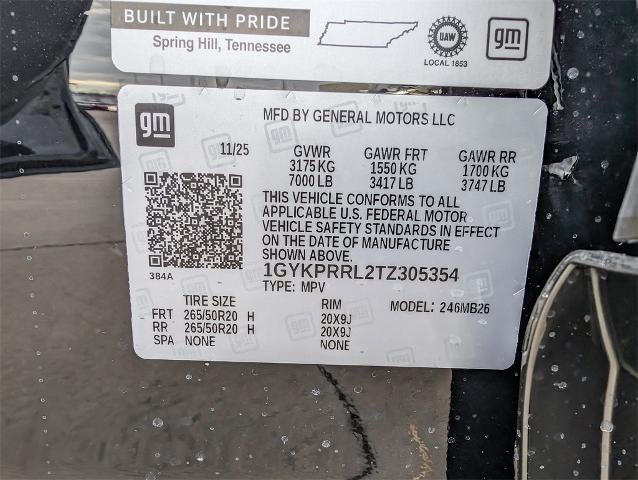 BUILT WITH PRIDE
Spring Hill, Tennessee
UAW
LOCAL 1853
gm
gm
MFD BY GENERAL MOTORS LLC
11/25 GVWR GAWR FRT GAWR RR
3175 KG 1550 KG 1700 KG
7000 LB 3417 LB 3747 LB
THIS VEHICLE CONFORMS TO ALL
APPLICABLE U.S. FEDERAL MOTOR
VEHICLE SAFETY STANDARDS IN EFFECT
ON THE DATE OF MANUFACTURE
SHOWN ABOVE.
384A
1GYKPRRL2TZ305354
TYPE: MPV
TIRE SIZE RIM MODEL: 246MB26
FRT 265/50R20 H 20X9J
RR 265/50R20 H 20X9J
SPA NONE NONE